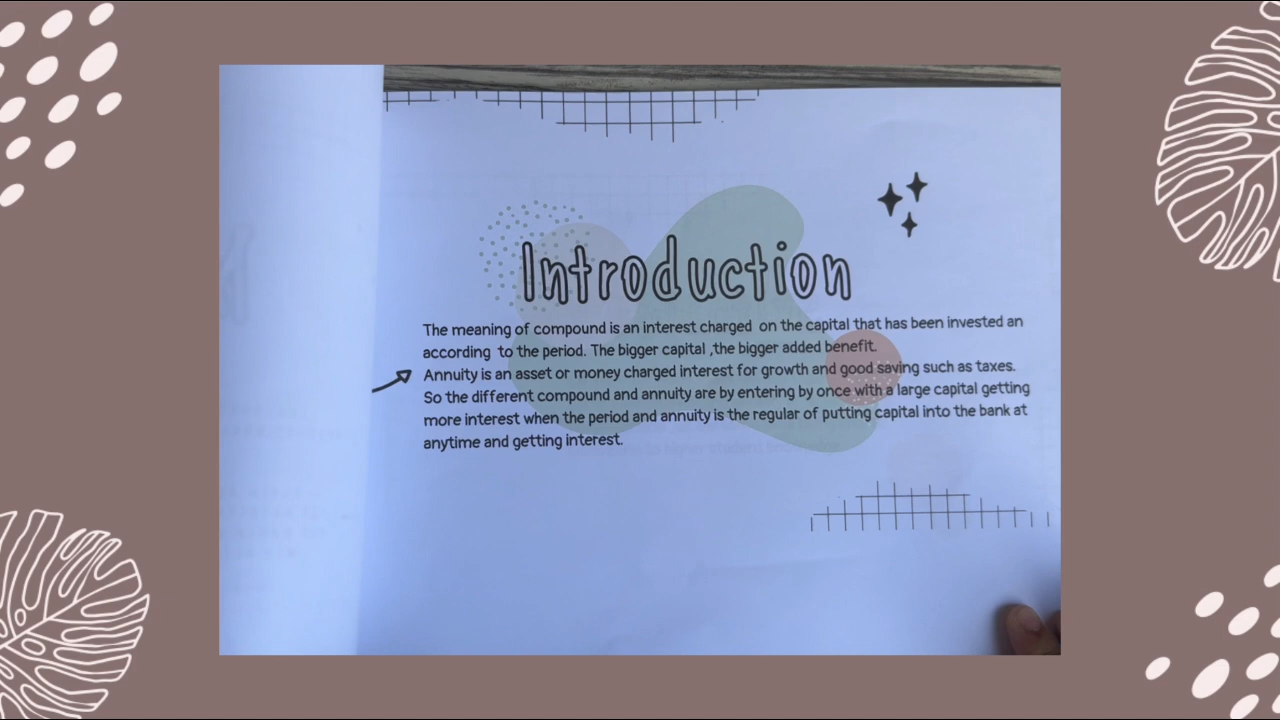 Introduction
The meaning of compound is an interest charged on the capital that has been invested an
according to the period. The bigger capital ,the bigger added benefit.
Annuity is an asset or money charged interest for growth and good saving such as taxes.
So the different compound and annuity are by entering by once with a large capital getting
more interest when the period and annuity is the regular of putting capital into the bank at
anytime and getting interest.